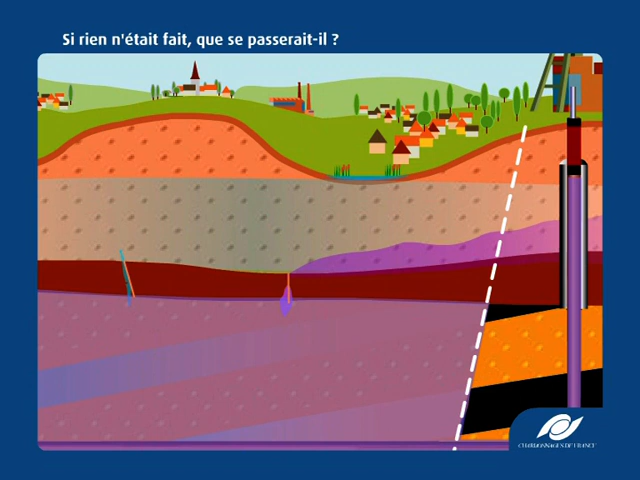 Si rien n'était fait, que se passerait-il ?
CHARBONNAGES DE FRANCE